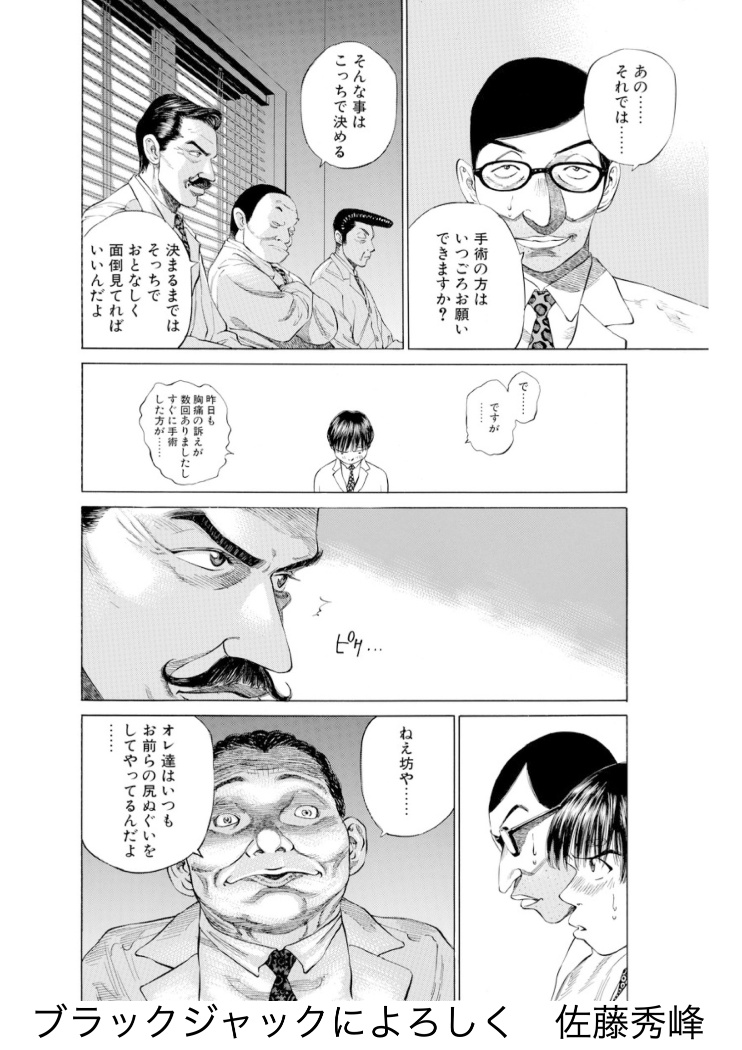 あの……
それでは……
手術の方は
いつごろお願い
できますか？
そんな事は
こっちで決める
決まるまでは
そっちで
おとなしく
面倒見てれば
いいんだよ
で……
…ですが
昨日も
胸痛の訴えが
数回ありましたし
すぐに手術
した方が……
ピク…
ねえ坊や……
オレ達はいつも
お前らの尻ぬぐいを
してやってるんだよ
……
ブラックジャックによろしく　佐藤秀峰